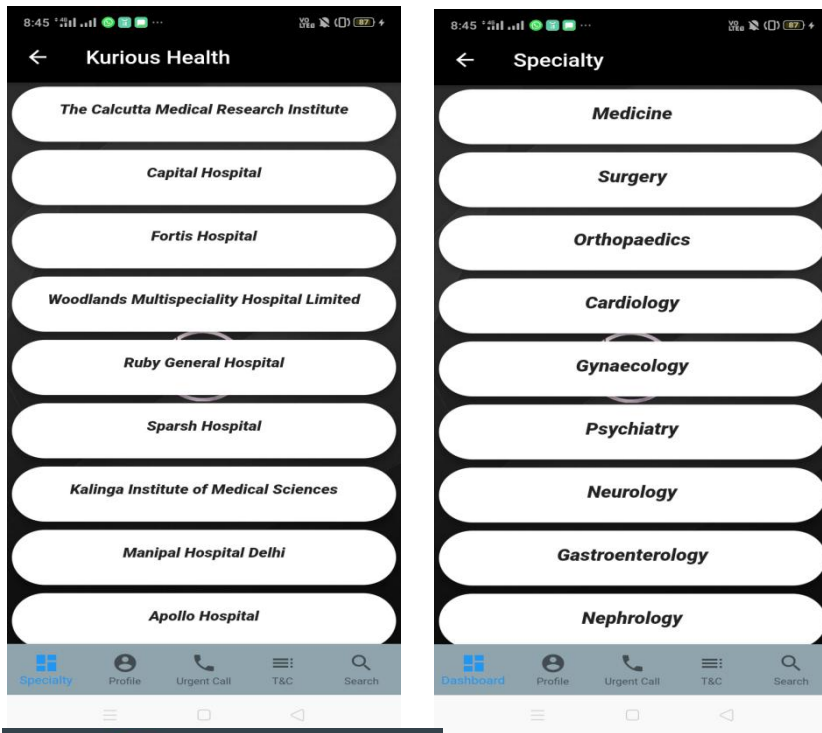 8:45
87
Kurious Health
The Calcutta Medical Research Institute
Capital Hospital
Fortis Hospital
Woodlands Multispeciality Hospital Limited
Ruby General Hospital
Sparsh Hospital
Kalinga Institute of Medical Sciences
Manipal Hospital Delhi
Apollo Hospital
Specialty Profile Urgent Call T&C Search
8:45
87
Specialty
Medicine
Surgery
Orthopaedics
Cardiology
Gynaecology
Psychiatry
Neurology
Gastroenterology
Nephrology
Dashboard Profile Urgent Call T&C Search